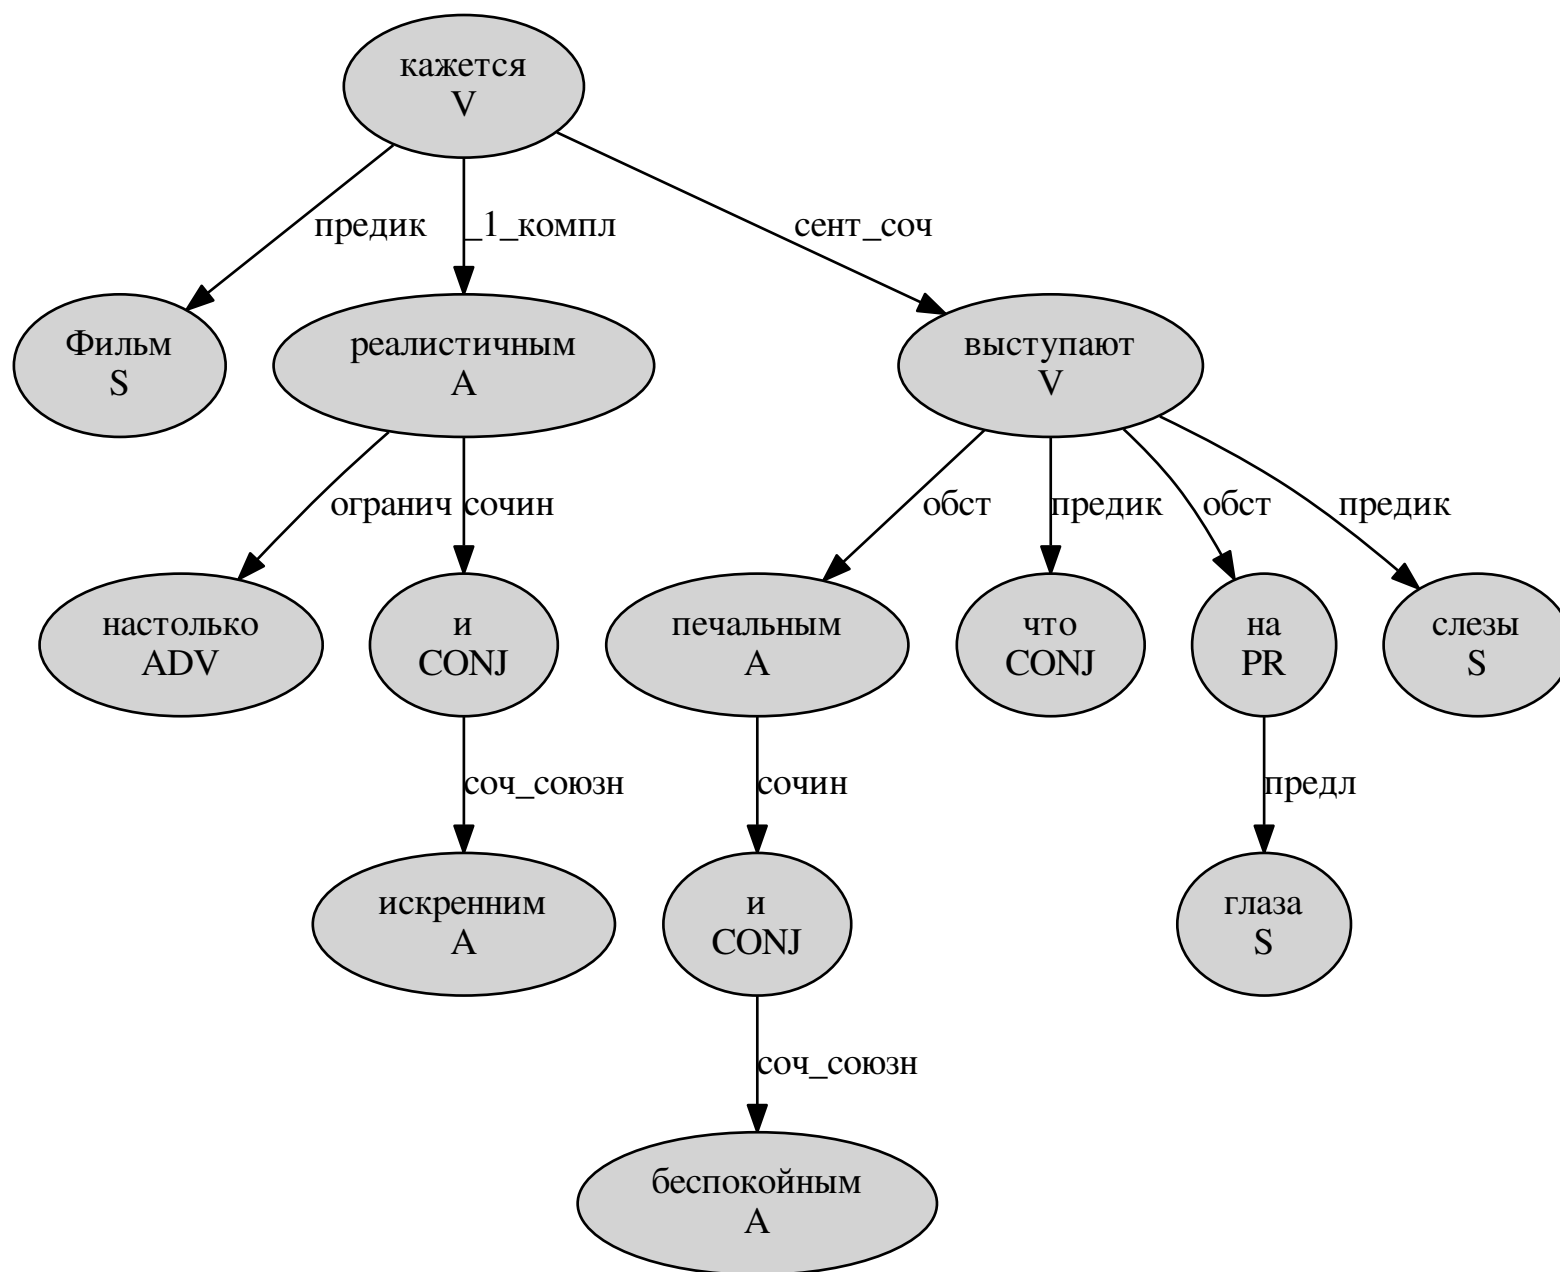 кажется
V
предик
_1_компл
сент_соч
Фильм
S
реалистичным
A
выступают
V
огранич
сочин
обст
предик
обст
предик
настолько
ADV
и
CONJ
печальным
A
что
CONJ
на
PR
слезы
S
соч_союзн
сочин
предл
искренним
A
и
CONJ
глаза
S
соч_союзн
беспокойным
A